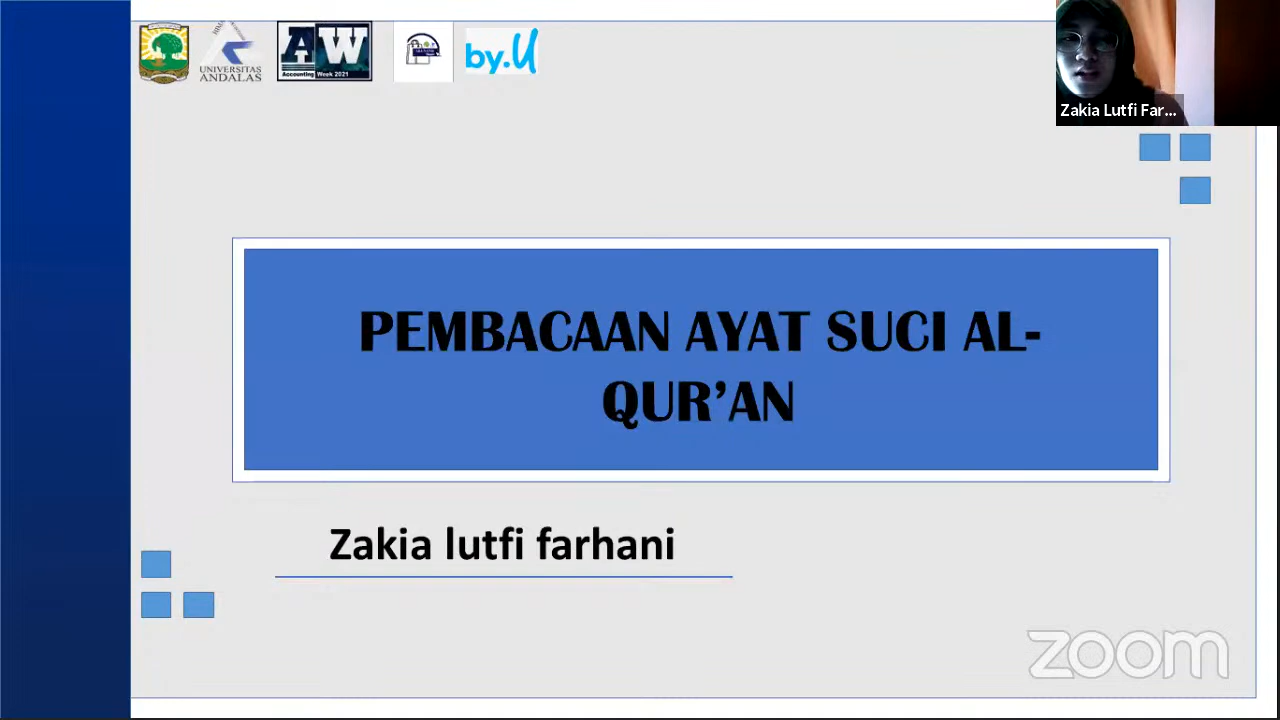 UNIVERSITAS
ANDALAS
AW
Accounting Week 2021
by.U
Zakia Lutfi Far...
PEMBACAAN AYAT SUCI AL-
QUR’AN
Zakia lutfi farhani
zoom